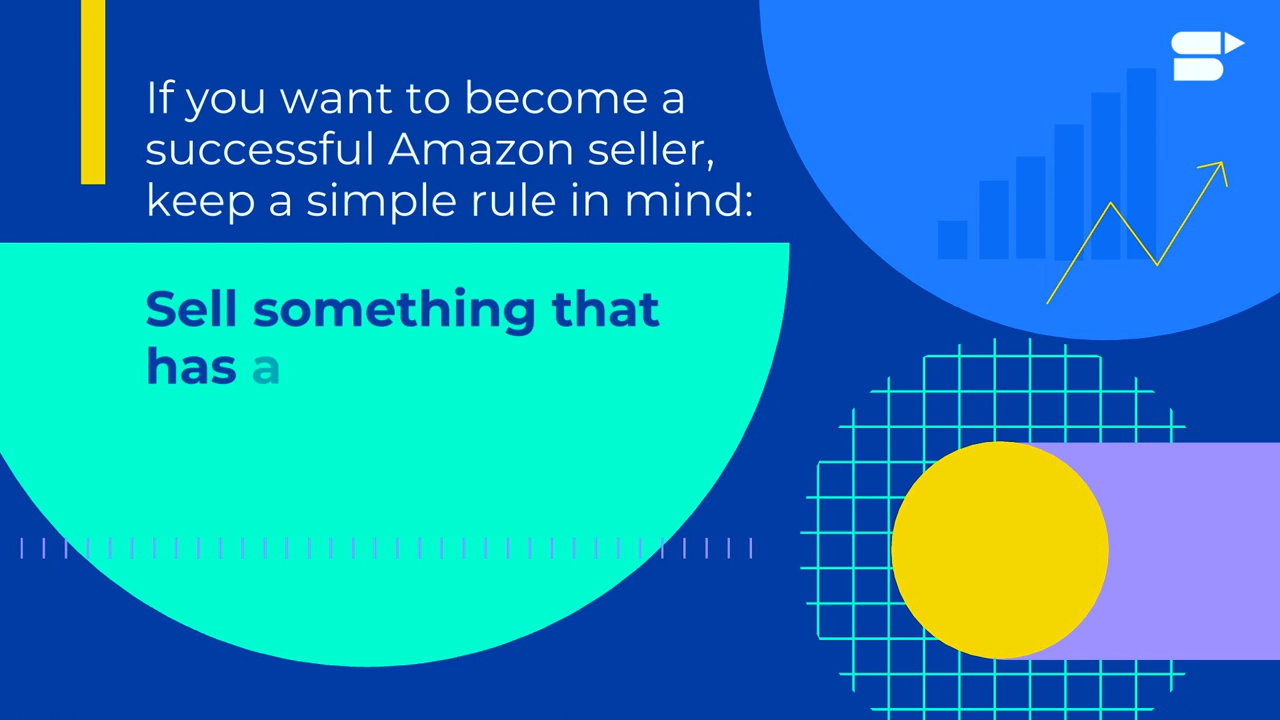 If you want to become a
successful Amazon seller,
keep a simple rule in mind:
Sell something that
has a